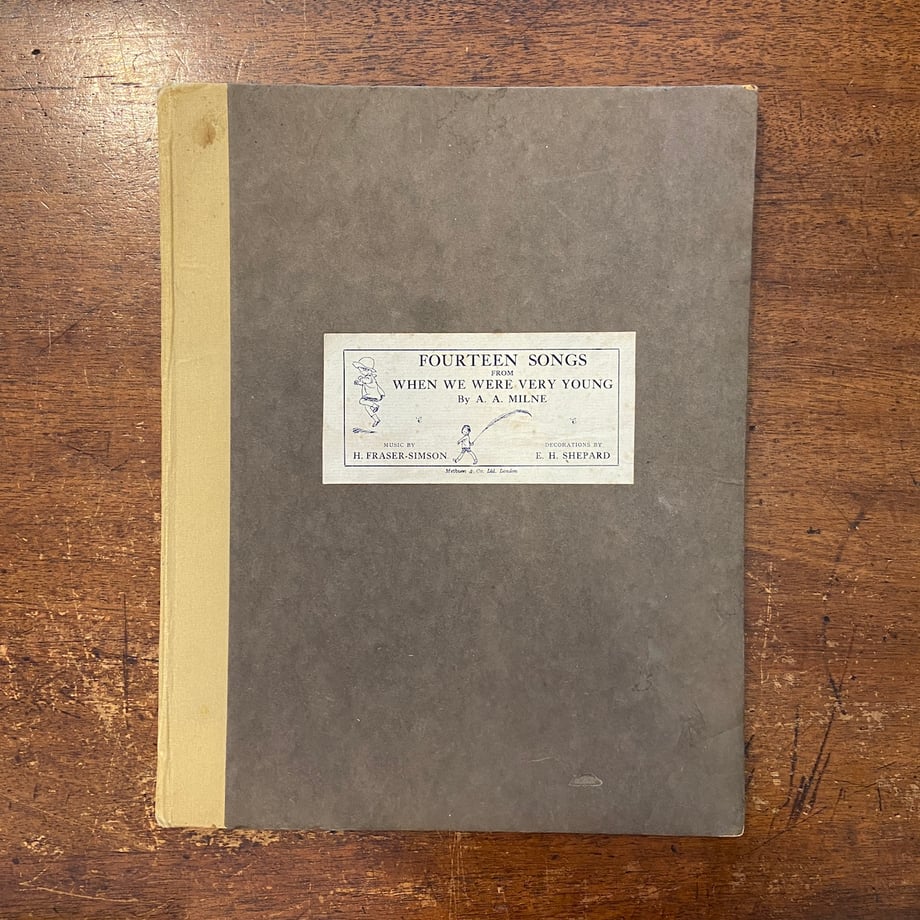 FOURTEEN SONGS
FROM
WHEN WE WERE VERY YOUNG
By A. A. MILNE
MUSIC BY
H. FRASER-SIMSON
DECORATIONS BY
E. H. SHEPARD
Methuen & Co. Ltd. London